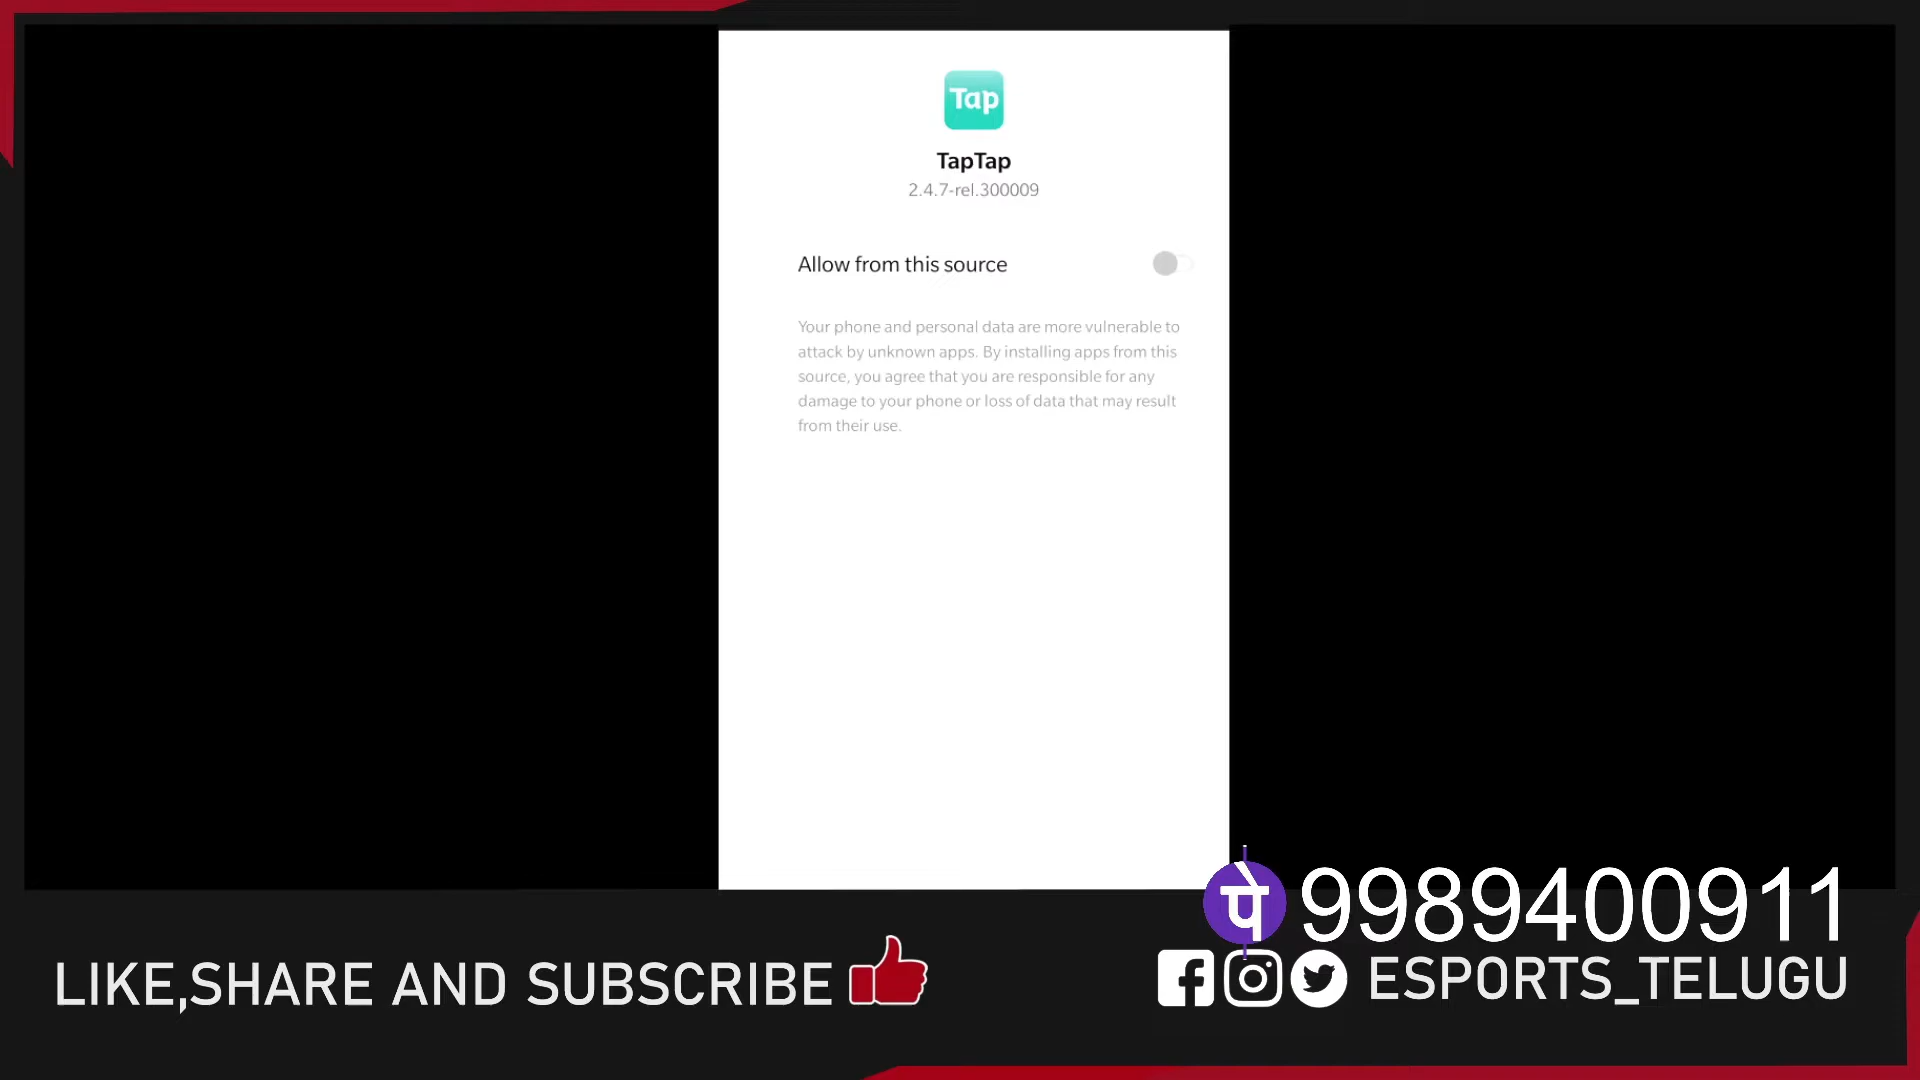 Tap
TapTap
2.4.7-rel.300009
Allow from this source
Your phone and personal data are more vulnerable to
attack by unknown apps. By installing apps from this
source, you agree that you are responsible for any
damage to your phone or loss of data that may result
from their use.
पे 9989400911
LIKE,SHARE AND SUBSCRIBE
ESPORTS_TELUGU